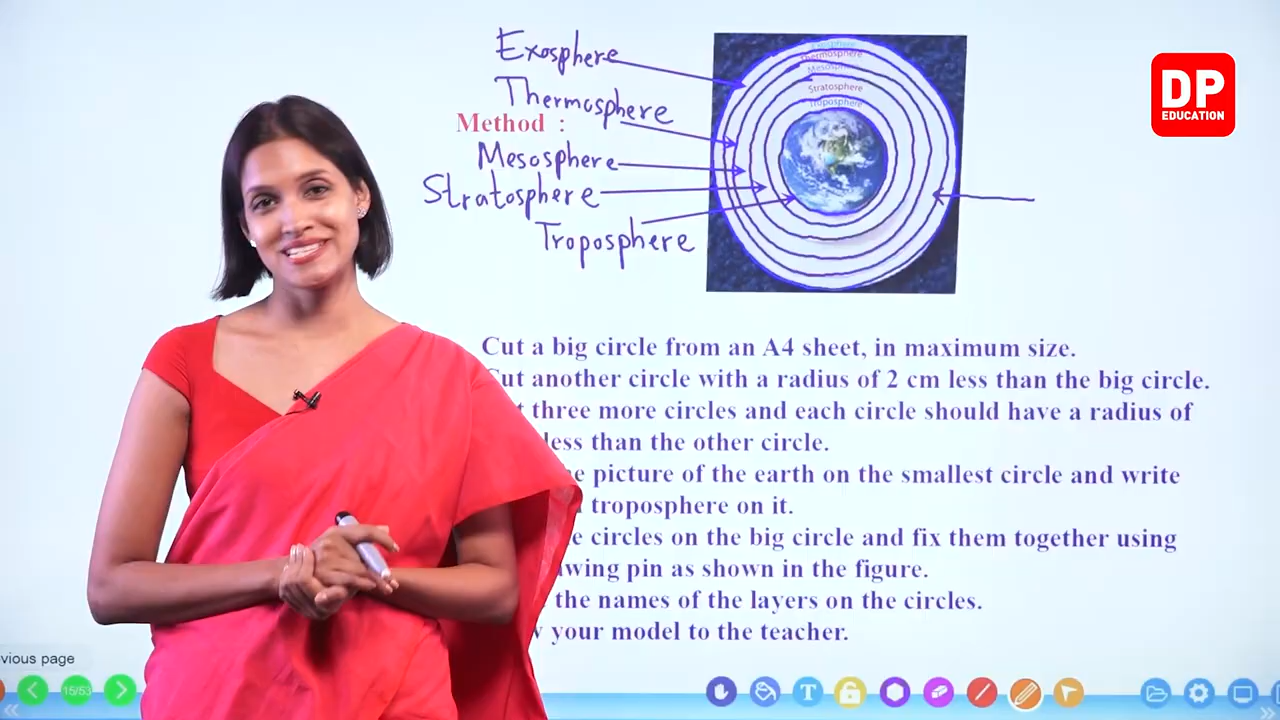 Exosphere
Thermosphere
Method :
Mesosphere
Stratosphere
Troposphere
Thermosphere
Mesosphere
Stratosphere
Troposphere
DP
EDUCATION
Cut a big circle from an A4 sheet, in maximum size.
Cut another circle with a radius of 2 cm less than the big circle.
three more circles and each circle should have a radius of
less than the other circle.
picture of the earth on the smallest circle and write
troposphere on it.
circles on the big circle and fix them together using
pin as shown in the figure.
the names of the layers on the circles.
your model to the teacher.
page
15/53
T